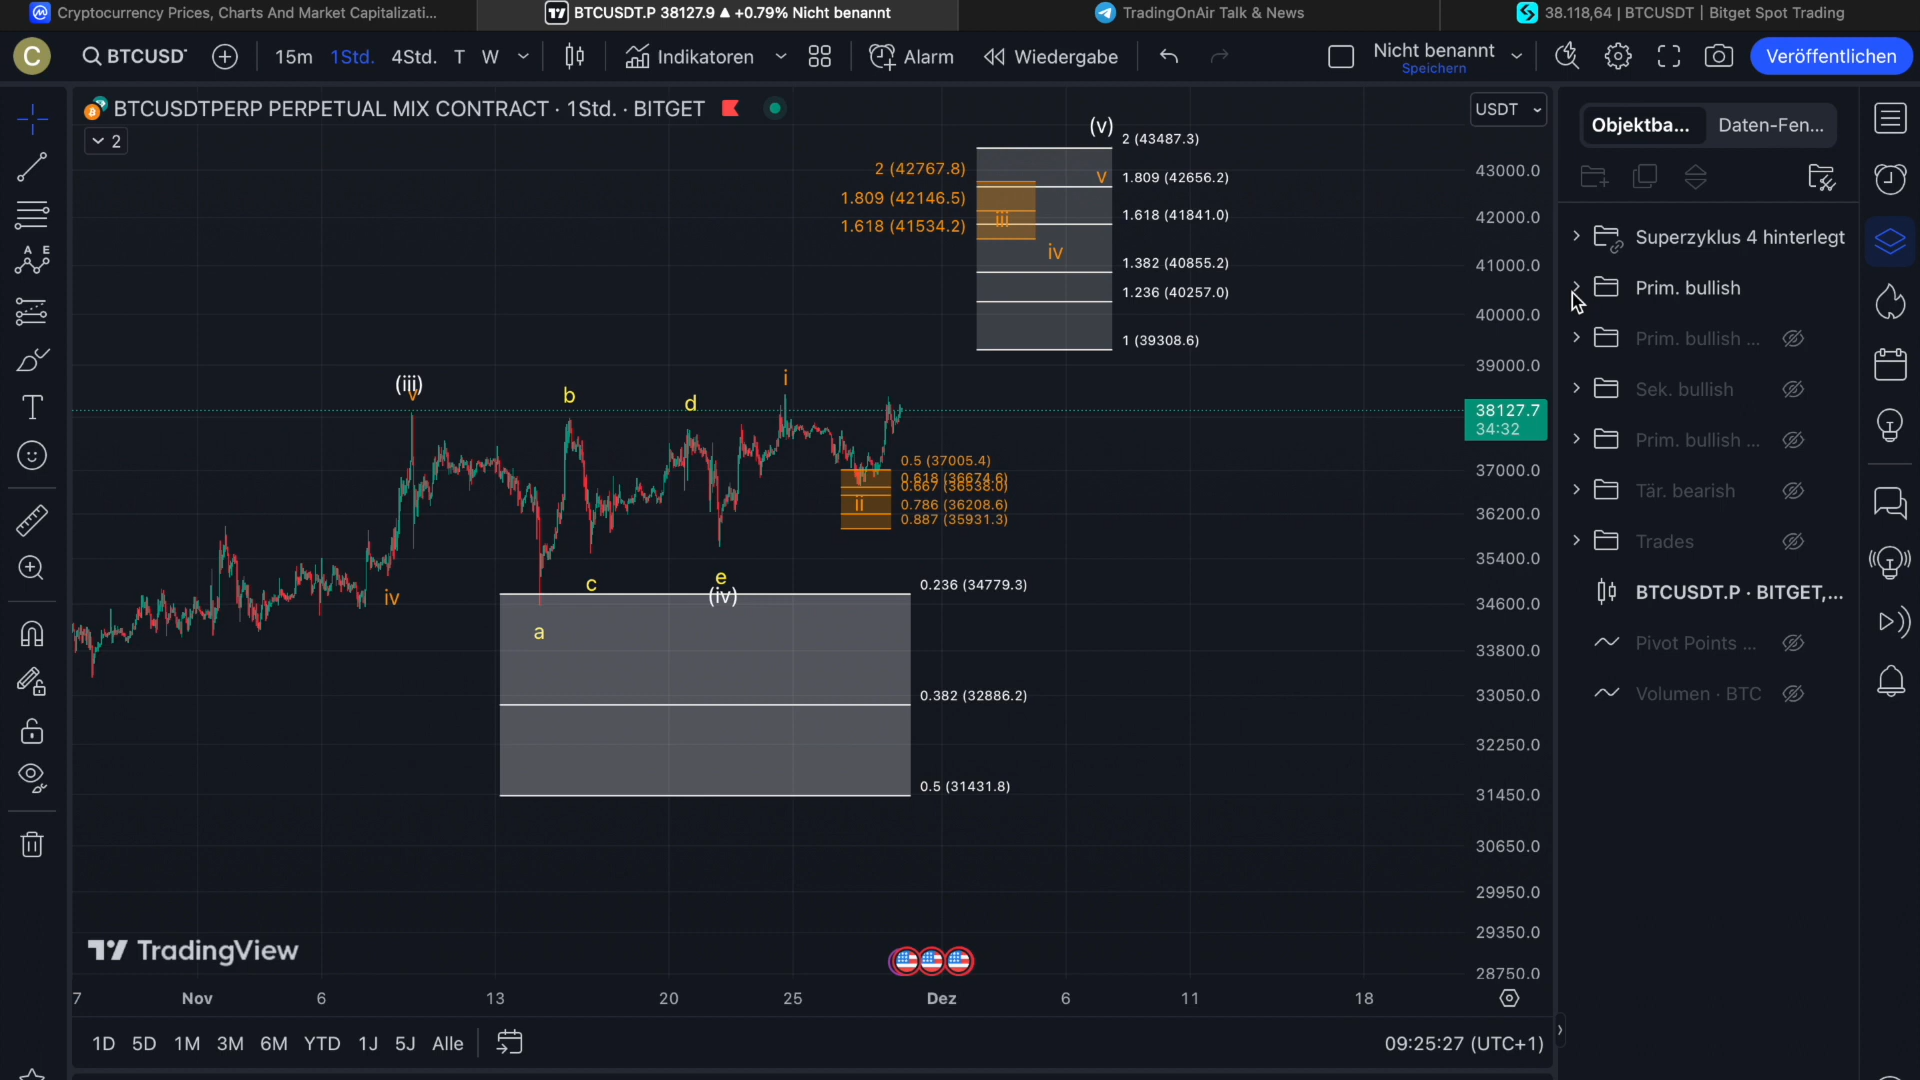 Cryptocurrency Prices, Charts And Market Capitalizati...
BTCUSDT.P 38127.9 ▲ +0.79% Nicht benannt
TradingOnAir Talk & News
38.118,64 | BTCUSDT | Bitget Spot Trading
C
BTCUSD
15m
1Std.
4Std.
T
W
Indikatoren
Alarm
Wiedergabe
Nicht benannt
Speichern
Veröffentlichen
BTCUSDTPERP PERPETUAL MIX CONTRACT · 1Std. · BITGET
2
USDT
Objektba...
Daten-Fen...
Superzyklus 4 hinterlegt
Prim. bullish
Prim. bullish ...
Sek. bullish
Prim. bullish ...
Tär. bearish
Trades
BTCUSDT.P · BITGET,...
Pivot Points ...
Volumen · BTC
(v)
2 (43487.3)
v
1.809 (42656.2)
1.618 (41841.0)
1.382 (40855.2)
1.236 (40257.0)
1 (39308.6)
2 (42767.8)
1.809 (42146.5)
1.618 (41534.2)
iii
iv
(iii)
v
b
d
i
0.5 (37005.4)
0.618 (36674.6)
0.667 (36538.0)
0.786 (36208.6)
0.887 (35931.3)
ii
iv
c
e
(iv)
a
0.236 (34779.3)
0.382 (32886.2)
0.5 (31431.8)
43000.0
42000.0
41000.0
40000.0
39000.0
38127.7
34:32
37000.0
36200.0
35400.0
34600.0
33800.0
33050.0
32250.0
31450.0
30650.0
29950.0
29350.0
28750.0
TradingView
7
Nov
6
13
20
25
Dez
6
11
18
1D
5D
1M
3M
6M
YTD
1J
5J
Alle
09:25:27 (UTC+1)